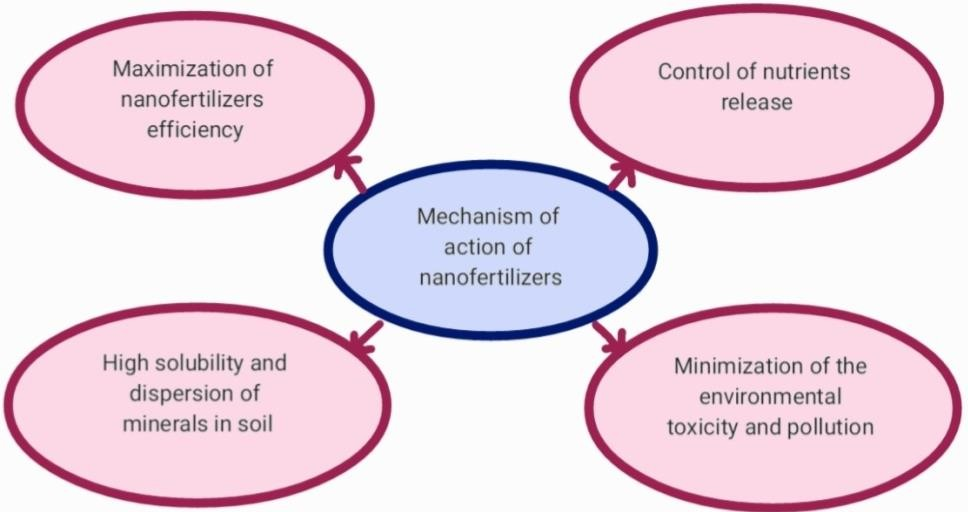 Maximization of
nanofertilizers
efficiency
Control of nutrients
release
Mechanism of
action of
nanofertilizers
High solubility and
dispersion of
minerals in soil
Minimization of the
environmental
toxicity and pollution